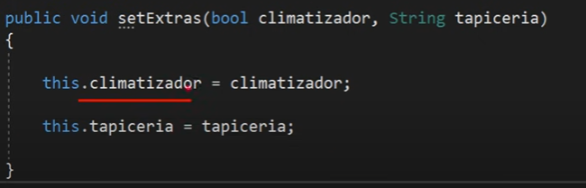 public void setExtras(bool climatizador, String tapiceria)
{
this.climatizador = climatizador;
this.tapiceria = tapiceria;
}